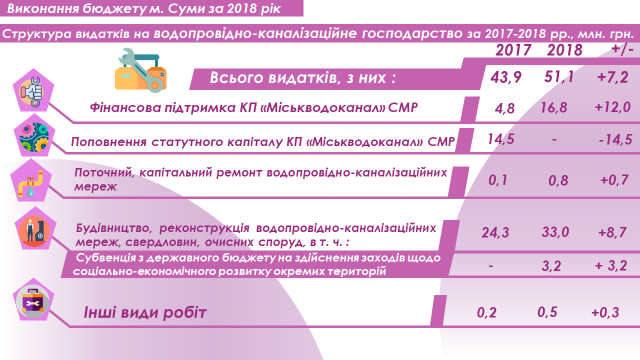 Виконання бюджету м. Суми за 2018 рік
Структура видатків на водопровідно-каналізаційне господарство за 2017-2018 рр., млн. грн.
2017 2018 +/-
Всього видатків, з них : 43,9 51,1 +7,2
Фінансова підтримка КП «Міськводоканал» СМР 4,8 16,8 +12,0
Поповнення статутного капіталу КП «Міськводоканал» СМР 14,5 - -14,5
Поточний, капітальний ремонт водопровідно-каналізаційних
мереж 0,1 0,8 +0,7
Будівництво, реконструкція водопровідно-каналізаційних
мереж, свердловин, очисних споруд, в т. ч. : 24,3 33,0 +8,7
Субвенція з державного бюджету на здійснення заходів щодо
соціально-економічного розвитку окремих територій - 3,2 + 3,2
Інші види робіт 0,2 0,5 +0,3